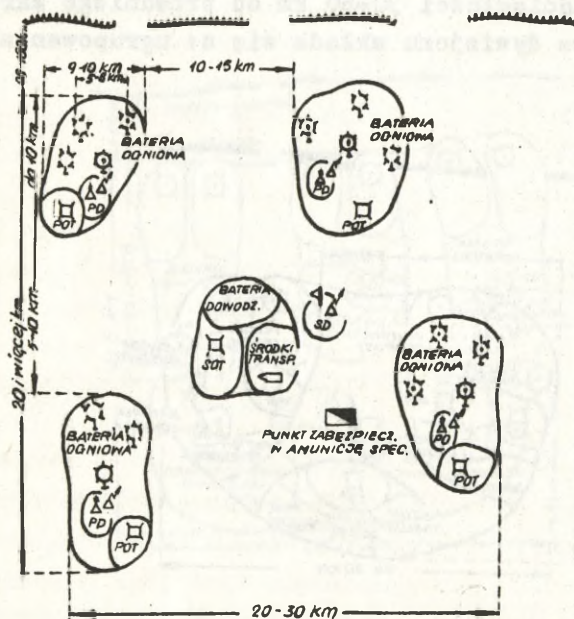 9-10 km
5-8 km
10-15 km
do 10 km
BATERIA
OGNIOWA
PD
POT
BATERIA
OGNIOWA
PD
POT
5-10 km
20 i więcej km
BATERIA
DOWODZ.
SD
SOT
ŚRODKI
TRANSP.
BATERIA
OGNIOWA
PD
POT
PUNKT ZABEZPIECZ.
W AMUNICJĘ SPEC.
BATERIA
OGNIOWA
PD
POT
20-30 km